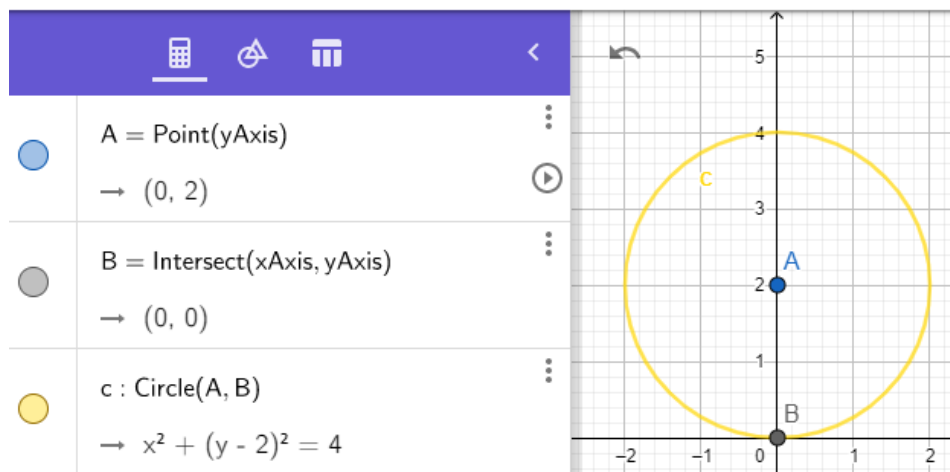 A = Point(yAxis)
→ (0, 2)
B = Intersect(xAxis, yAxis)
→ (0, 0)
c : Circle(A, B)
→ x² + (y - 2)² = 4
5
4
c
3
A
2
1
B
−2 −1 0 1 2